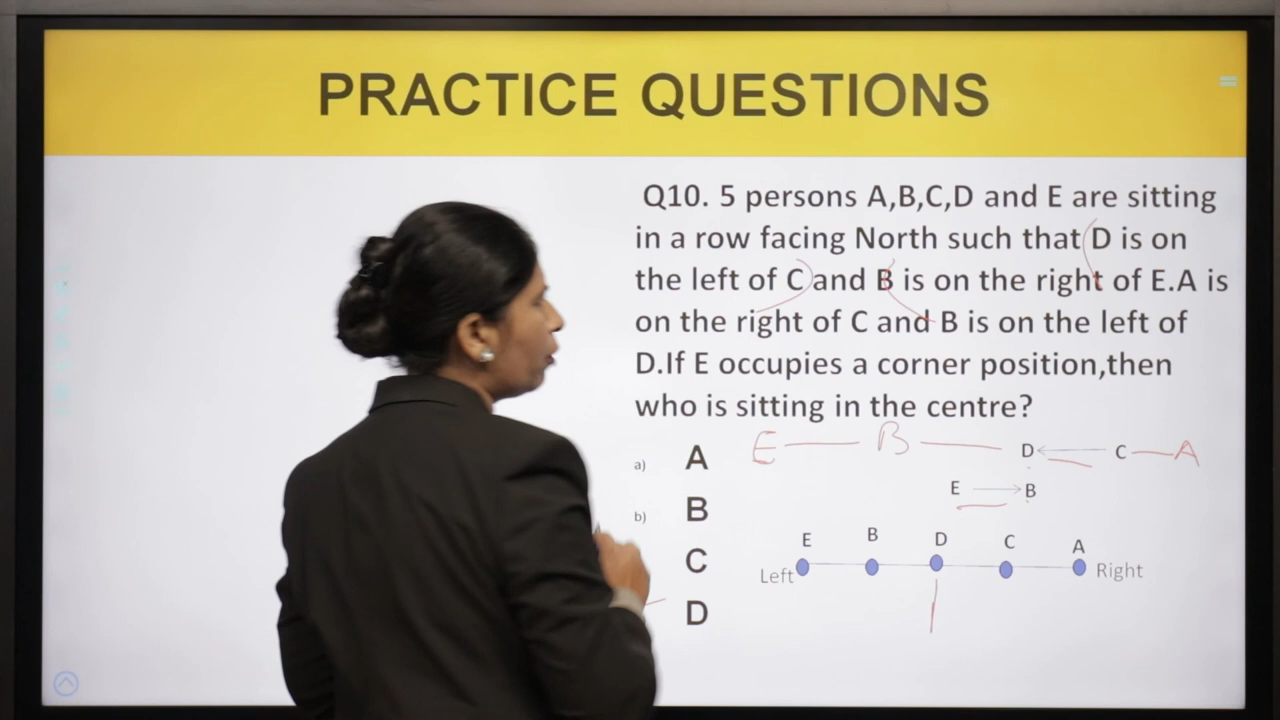 PRACTICE QUESTIONS
Q10. 5 persons A,B,C,D and E are sitting
in a row facing North such that D is on
the left of C and B is on the right of E.A is
on the right of C and B is on the left of
D.If E occupies a corner position,then
who is sitting in the centre?
a) A
E B D C A
b) B
E B
C
E B D C A
Left Right
D